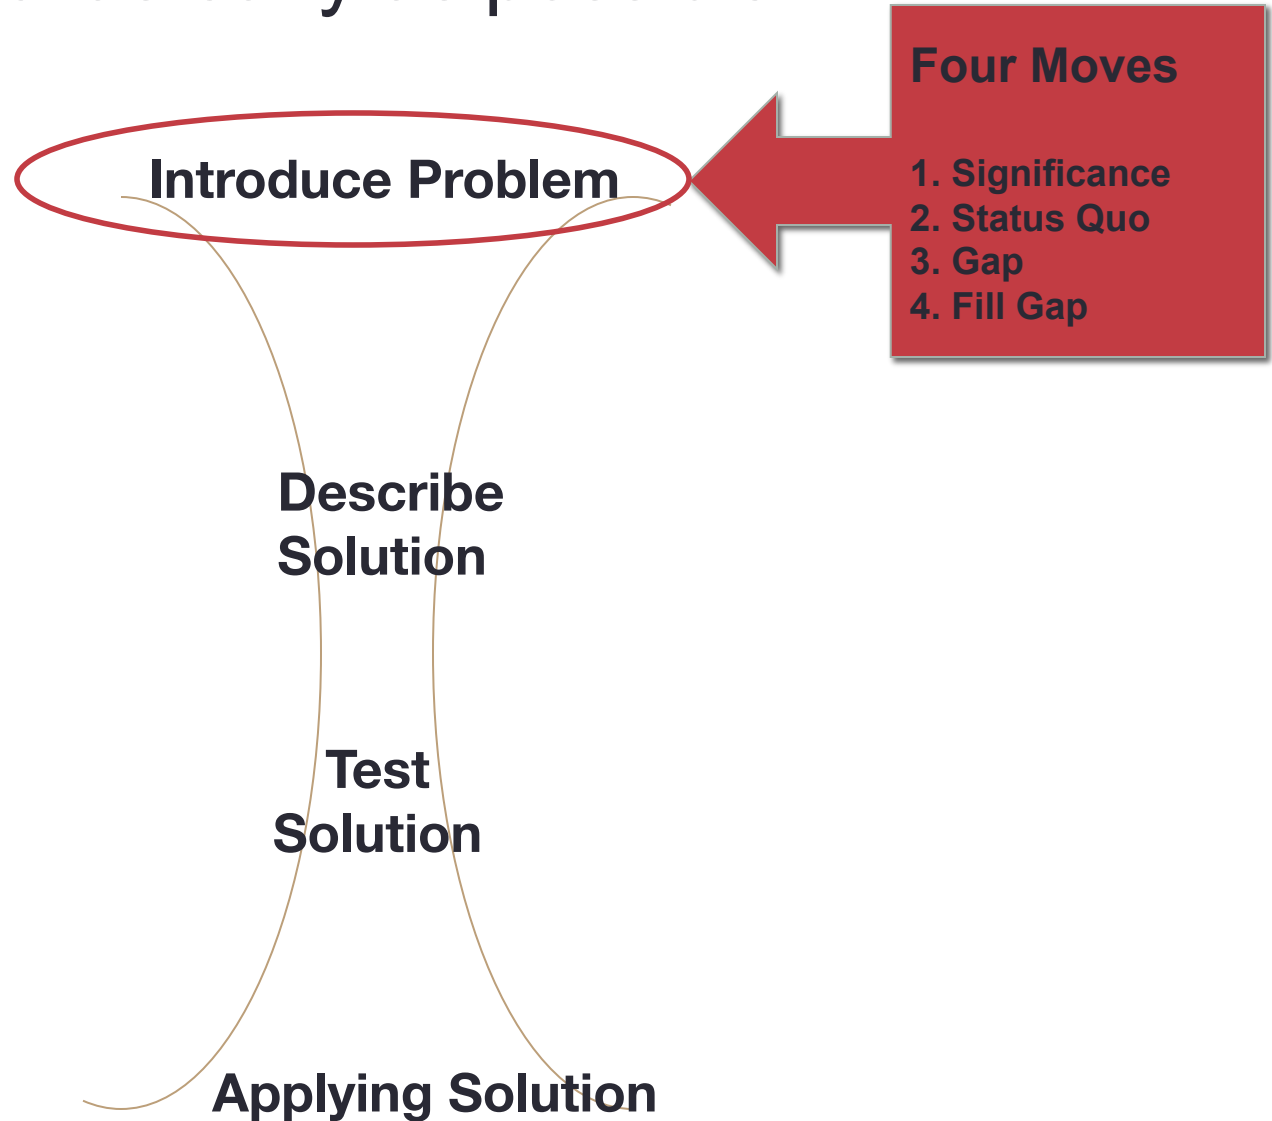 Four Moves
Introduce Problem
1. Significance
2. Status Quo
3. Gap
4. Fill Gap
Describe
Solution
Test
Solution
Applying Solution